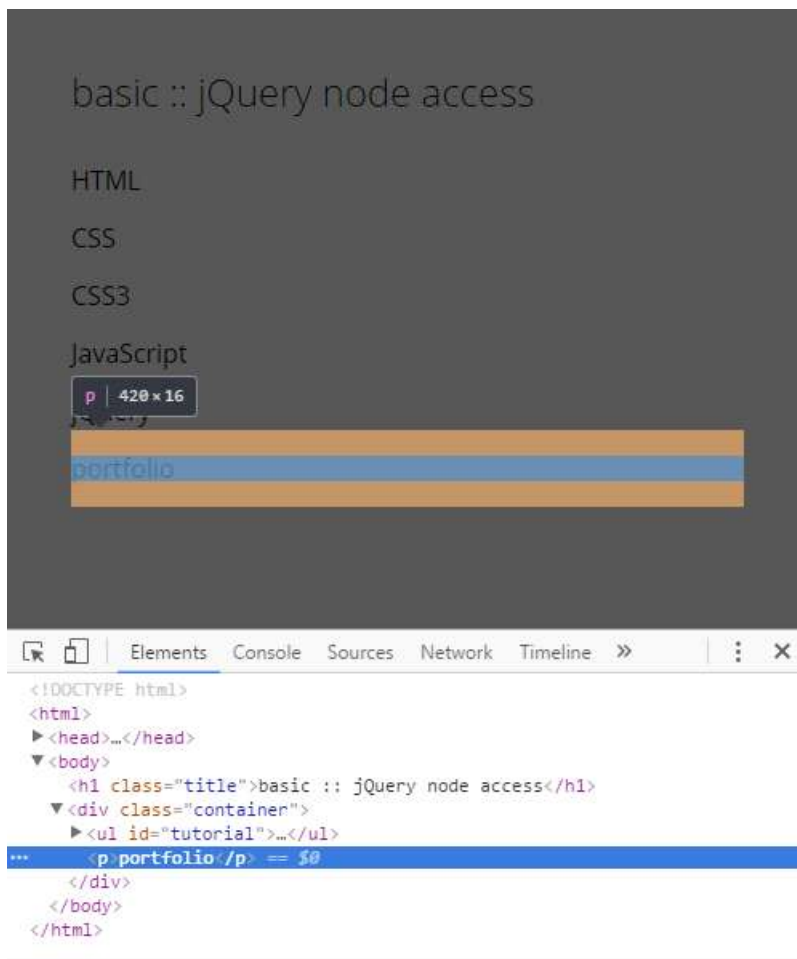 basic :: jQuery node access
HTML
CSS
CSS3
JavaScript
p 420 × 16
jQuery
portfolio
Elements Console Sources Network Timeline »
<!DOCTYPE html>
<html>
▶<head>…</head>
▼<body>
<h1 class="title">basic :: jQuery node access</h1>
▼<div class="container">
▶<ul id="tutorial">…</ul>
… <p>portfolio</p> == $0
</div>
</body>
</html>